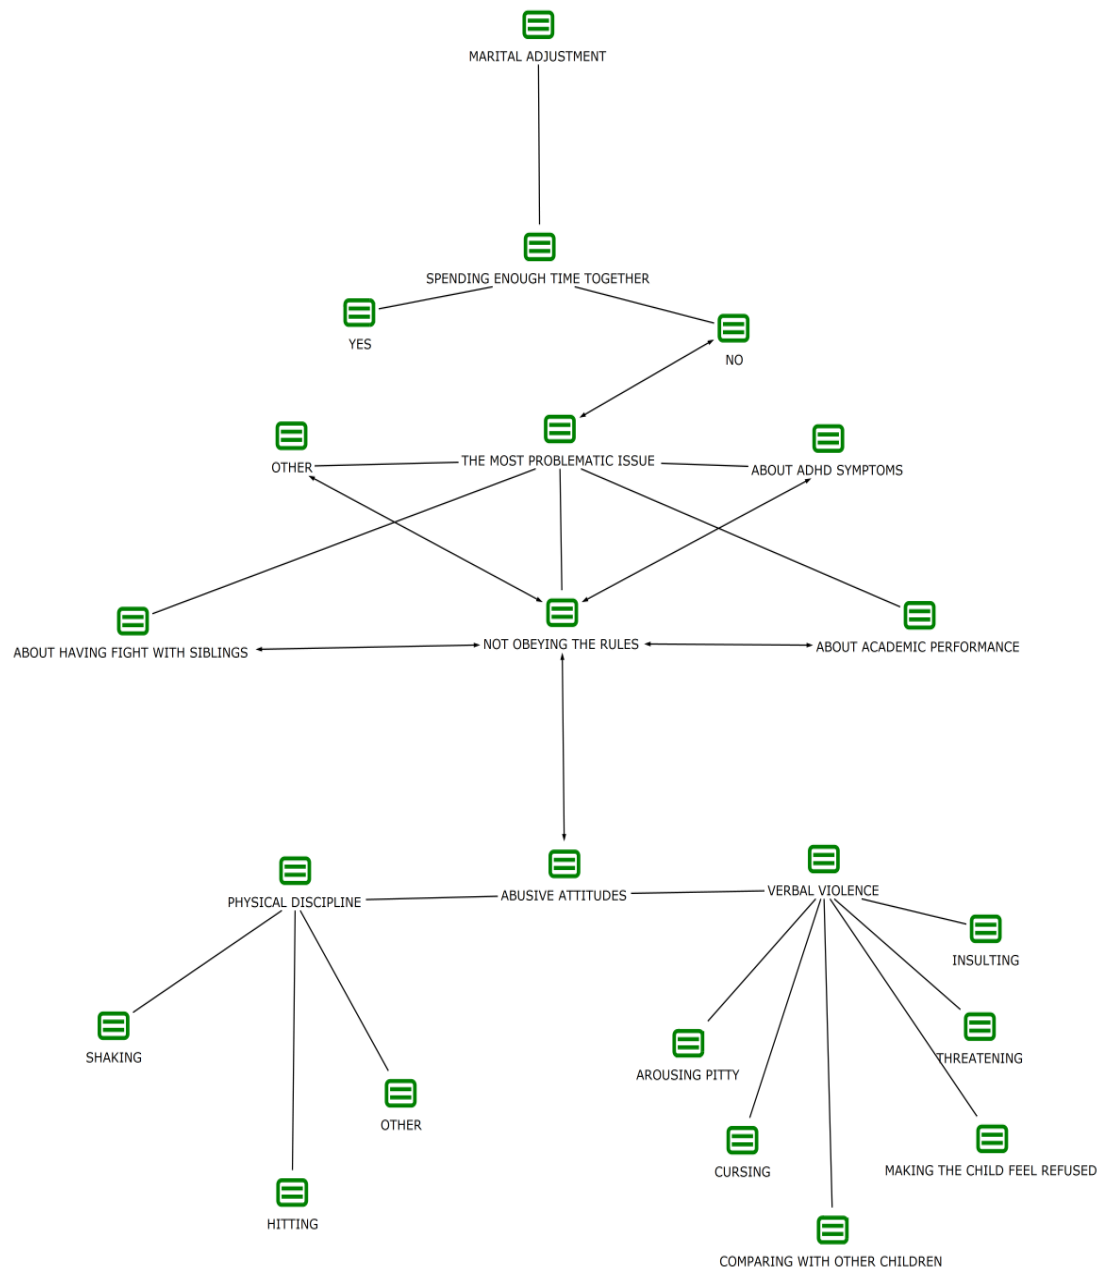 MARITAL ADJUSTMENT
SPENDING ENOUGH TIME TOGETHER
YES
NO
OTHER
THE MOST PROBLEMATIC ISSUE
ABOUT ADHD SYMPTOMS
ABOUT HAVING FIGHT WITH SIBLINGS
NOT OBEYING THE RULES
ABOUT ACADEMIC PERFORMANCE
PHYSICAL DISCIPLINE
ABUSIVE ATTITUDES
VERBAL VIOLENCE
INSULTING
SHAKING
THREATENING
AROUSING PITTY
OTHER
CURSING
MAKING THE CHILD FEEL REFUSED
HITTING
COMPARING WITH OTHER CHILDREN